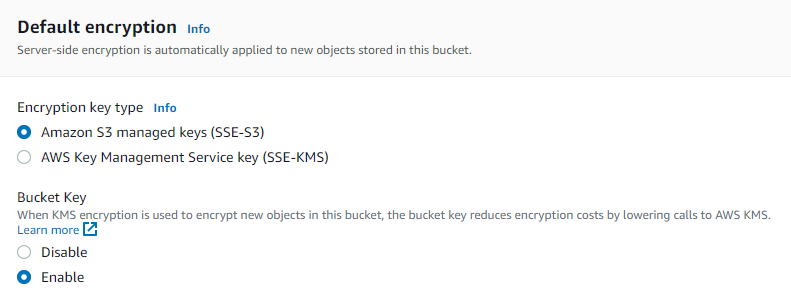 Default encryption Info
Server-side encryption is automatically applied to new objects stored in this bucket.
Encryption key type Info
Amazon S3 managed keys (SSE-S3)
AWS Key Management Service key (SSE-KMS)
Bucket Key
When KMS encryption is used to encrypt new objects in this bucket, the bucket key reduces encryption costs by lowering calls to AWS KMS.
Learn more
Disable
Enable